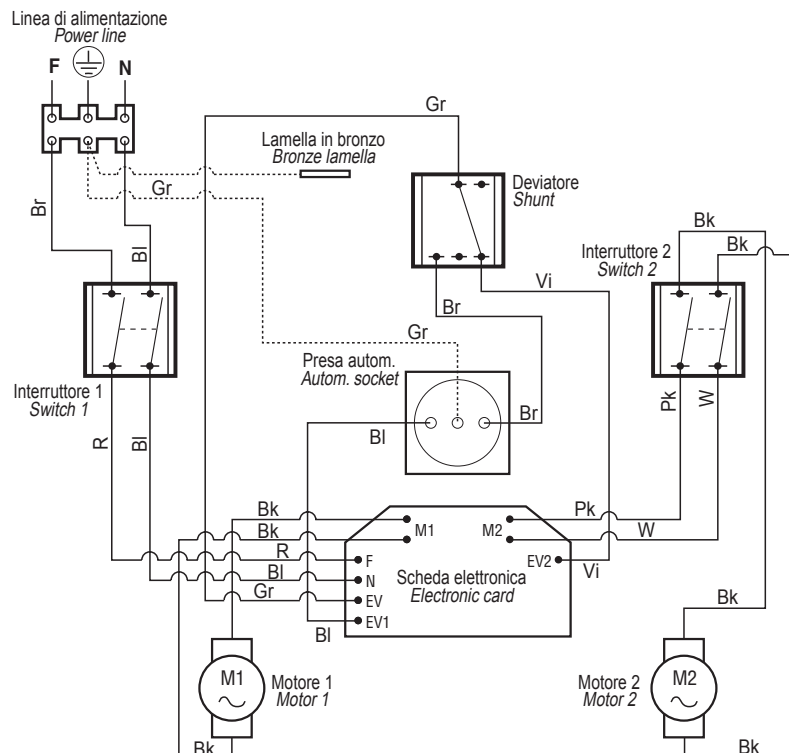 Linea di alimentazione
Power line
F
N
Gr
Lamella in bronzo
Bronze lamella
Deviatore
Shunt
Gr
Br
Bl
Bk
Bk
Interruttore 2
Switch 2
Vi
Br
Gr
Presa autom.
Autom. socket
Interruttore 1
Switch 1
Pk
W
Br
Bl
R
Bl
Bk
Bk
M1
M2
Pk
W
R
F
Bl
N
Scheda elettronica
Electronic card
EV2
Vi
Gr
EV
EV1
Bl
Bk
M1
Motore 1
Motor 1
Motore 2
Motor 2
M2
Bk
Bk